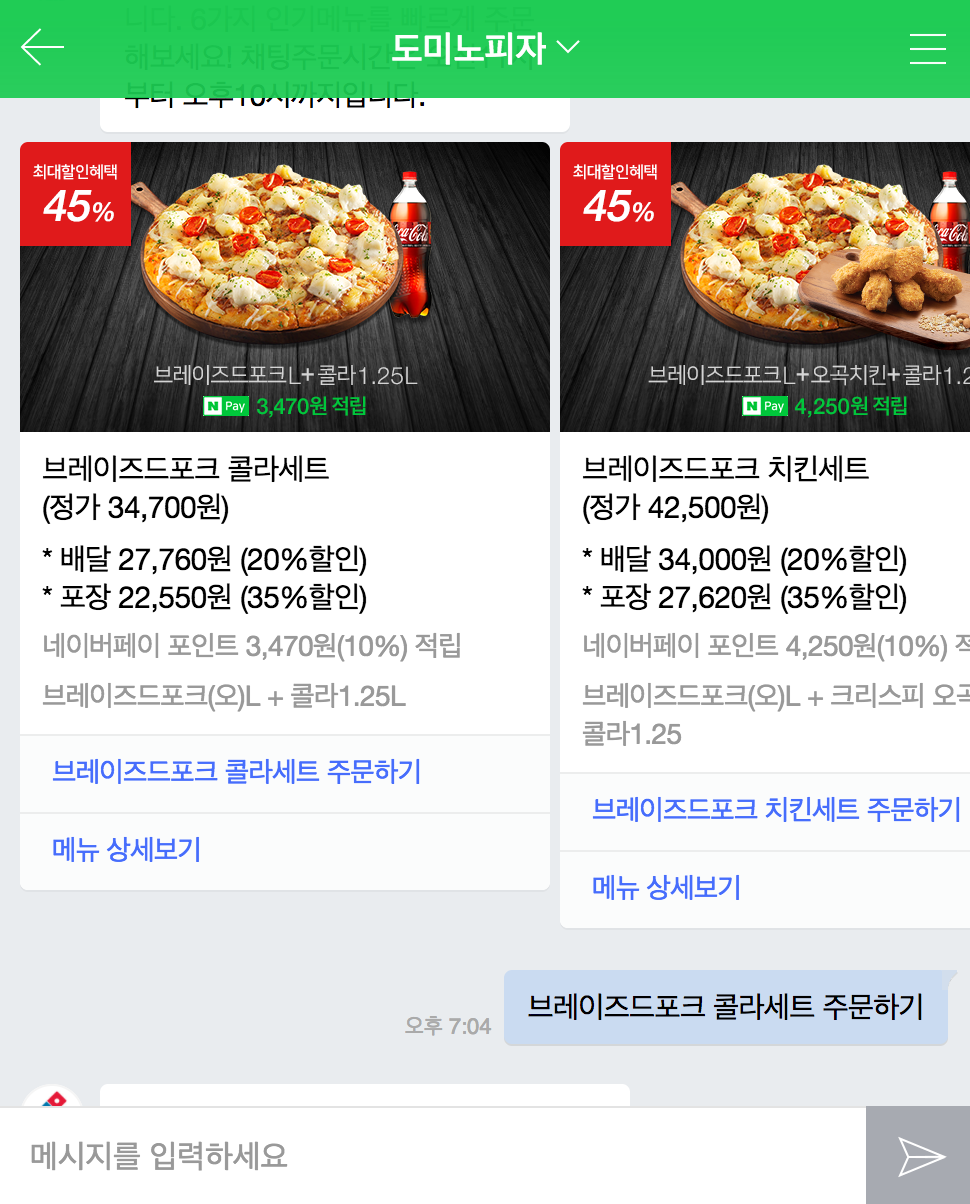 니다. 6가지 인기메뉴를 빠르게 주문
해보세요! 채팅주문시간은
도미노피자
부터 오후10시까지입니다.
최대할인혜택
45%
브레이즈드포크L+콜라1.25L
N Pay 3,470원 적립
브레이즈드포크 콜라세트
(정가 34,700원)
* 배달 27,760원 (20%할인)
* 포장 22,550원 (35%할인)
네이버페이 포인트 3,470원(10%) 적립
브레이즈드포크(오)L + 콜라1.25L
브레이즈드포크 콜라세트 주문하기
메뉴 상세보기
최대할인혜택
45%
브레이즈드포크L+오곡치킨+콜라1.2
N Pay 4,250원 적립
브레이즈드포크 치킨세트
(정가 42,500원)
* 배달 34,000원 (20%할인)
* 포장 27,620원 (35%할인)
네이버페이 포인트 4,250원(10%)
브레이즈드포크(오)L + 크리스피
콜라1.25
브레이즈드포크 치킨세트 주문하기
메뉴 상세보기
브레이즈드포크 콜라세트 주문하기
오후 7:04
메시지를 입력하세요